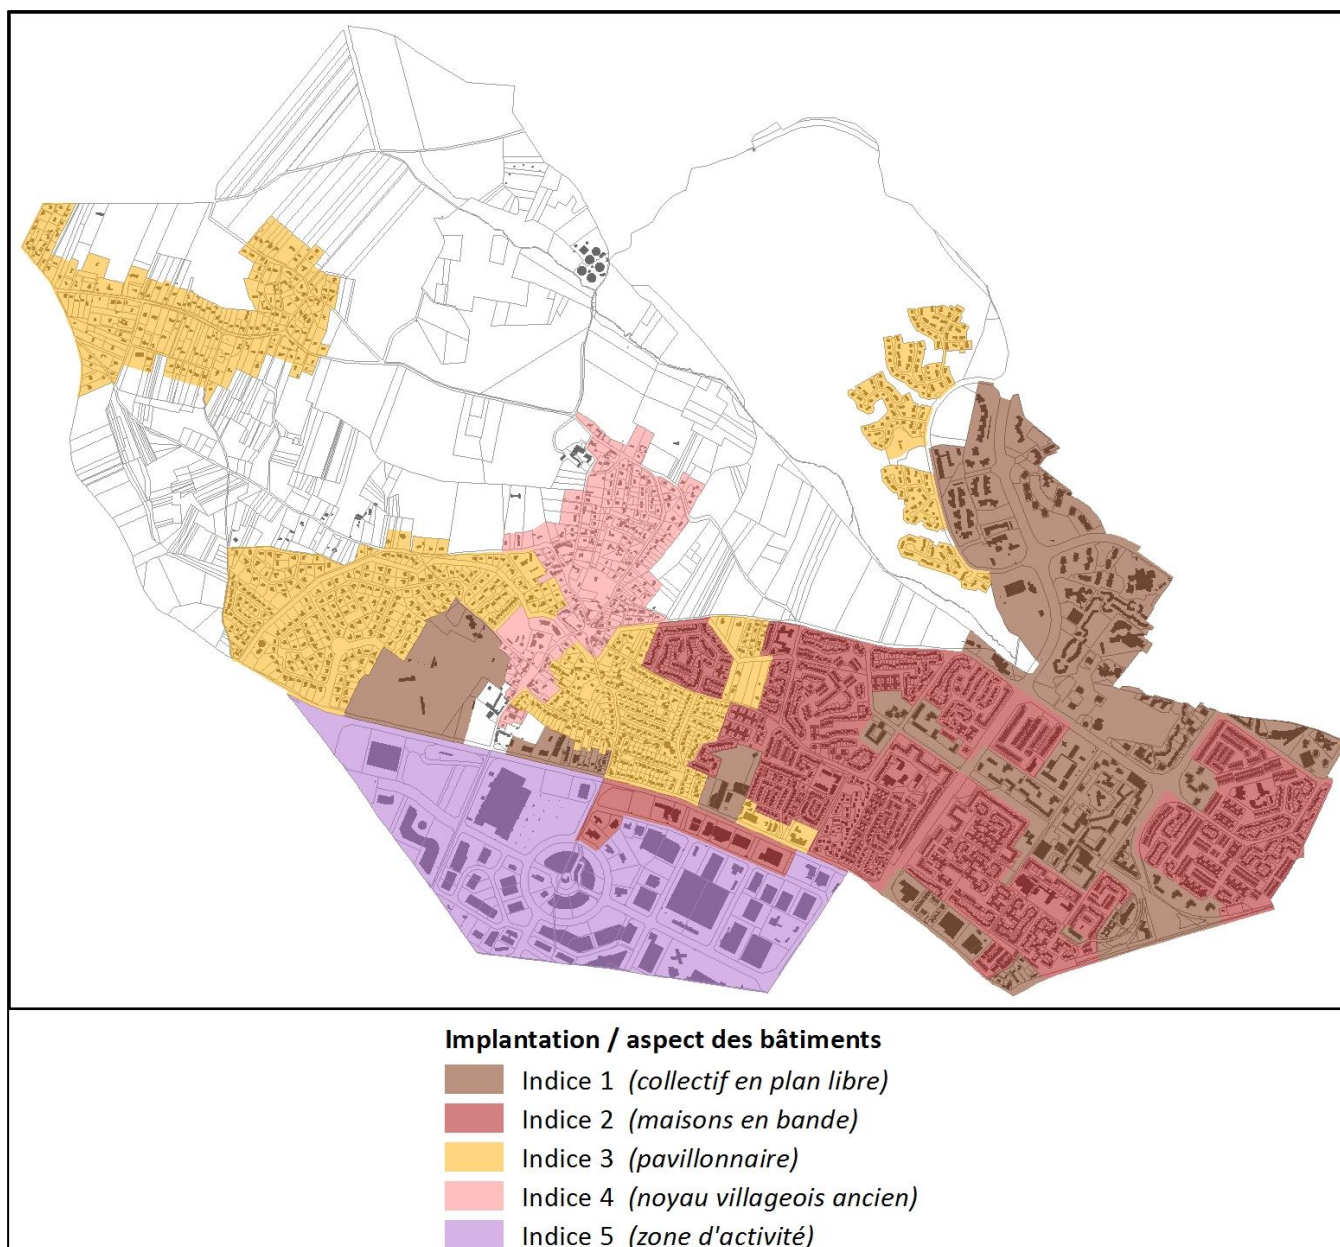 Implantation / aspect des bâtiments
Indice 1 (collectif en plan libre)
Indice 2 (maisons en bande)
Indice 3 (pavillonnaire)
Indice 4 (noyau villageois ancien)
Indice 5 (zone d'activité)